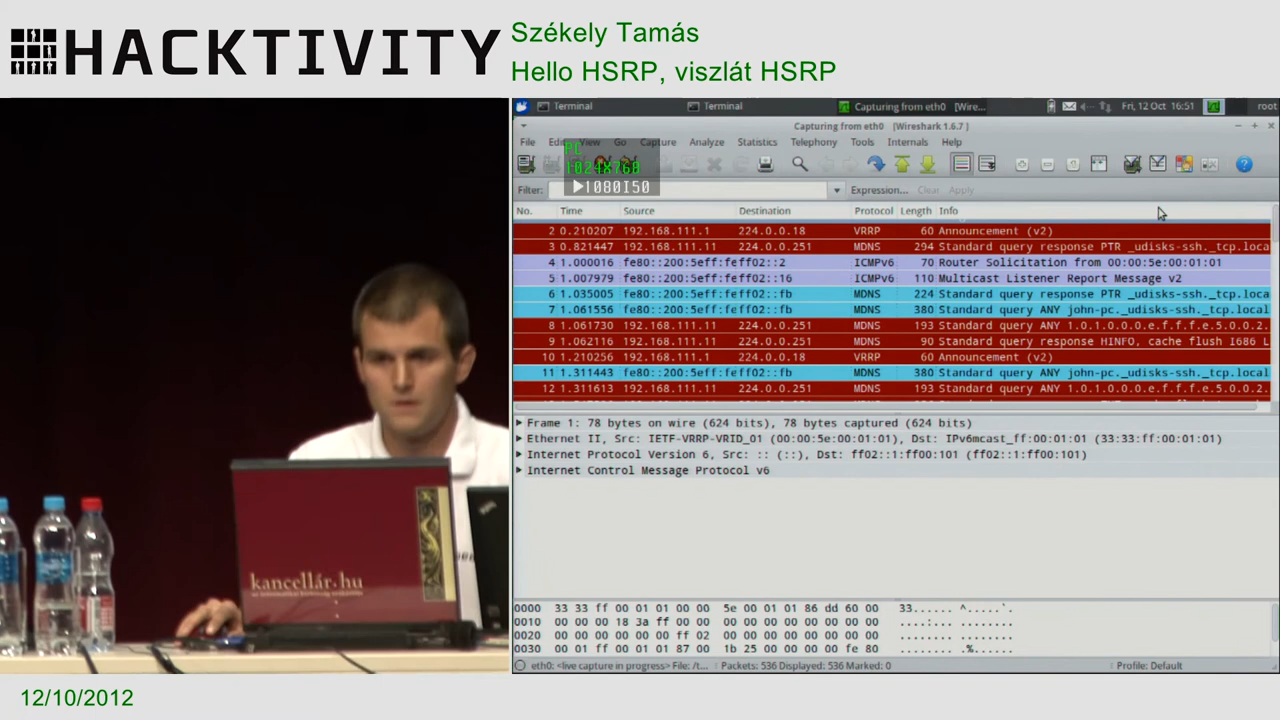 HACKTIVITY
Székely Tamás
Hello HSRP, viszlát HSRP
Terminal Terminal Capturing from eth0 [Wire... Fri, 12 Oct 16:51 root
Capturing from eth0 [Wireshark 1.6.7 ]
File Edit View Go Capture Analyze Statistics Telephony Tools Internals Help
PC
1024X768
▶1080I50
Filter: Expression... Clear Apply
No. Time Source Destination Protocol Length Info
2 0.210207 192.168.111.1 224.0.0.18 VRRP 60 Announcement (v2)
3 0.821447 192.168.111.11 224.0.0.251 MDNS 294 Standard query response PTR _udisks-ssh._tcp.loca
4 1.000016 fe80::200:5eff:feff02::2 ICMPv6 70 Router Solicitation from 00:00:5e:00:01:01
5 1.007979 fe80::200:5eff:feff02::16 ICMPv6 110 Multicast Listener Report Message v2
6 1.035005 fe80::200:5eff:feff02::fb MDNS 224 Standard query response PTR _udisks-ssh._tcp.loca
7 1.061556 fe80::200:5eff:feff02::fb MDNS 380 Standard query ANY john-pc._udisks-ssh._tcp.local
8 1.061730 192.168.111.11 224.0.0.251 MDNS 193 Standard query ANY 1.0.1.0.0.0.e.f.f.f.e.5.0.0.2.
9 1.062116 192.168.111.11 224.0.0.251 MDNS 90 Standard query response HINFO, cache flush I686 L
10 1.210256 192.168.111.1 224.0.0.18 VRRP 60 Announcement (v2)
11 1.311443 fe80::200:5eff:feff02::fb MDNS 380 Standard query ANY john-pc._udisks-ssh._tcp.local
12 1.311613 192.168.111.11 224.0.0.251 MDNS 193 Standard query ANY 1.0.1.0.0.0.e.f.f.f.e.5.0.0.2.
Frame 1: 78 bytes on wire (624 bits), 78 bytes captured (624 bits)
Ethernet II, Src: IETF-VRRP-VRID_01 (00:00:5e:00:01:01), Dst: IPv6mcast_ff:00:01:01 (33:33:ff:00:01:01)
Internet Protocol Version 6, Src: :: (::), Dst: ff02::1:ff00:101 (ff02::1:ff00:101)
Internet Control Message Protocol v6
0000 33 33 ff 00 01 01 00 00 5e 00 01 01 86 dd 60 00 33...... ^.....`.
0010 00 00 00 18 3a ff 00 00 00 00 00 00 00 00 00 00 ....:... ........
0020 00 00 00 00 00 00 ff 02 00 00 00 00 00 00 00 00 ........ ........
0030 00 01 ff 00 01 01 87 00 1b 25 00 00 00 00 fe 80 ........ .%......
eth0: <live capture in progress> File: /t... Packets: 536 Displayed: 536 Marked: 0 Profile: Default
kancellár.hu
12/10/2012